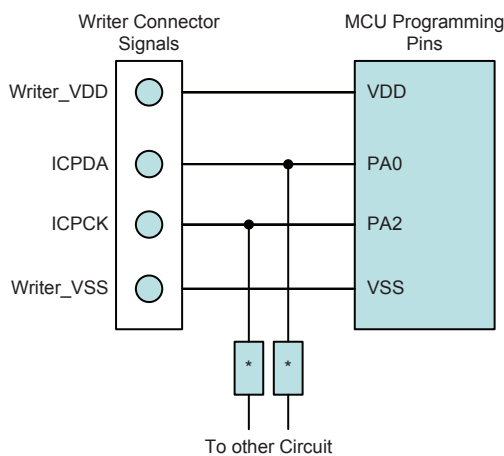 Writer Connector
Signals
MCU Programming
Pins
Writer_VDD
VDD
ICPDA
PA0
ICPCK
PA2
Writer_VSS
VSS
* *
To other Circuit